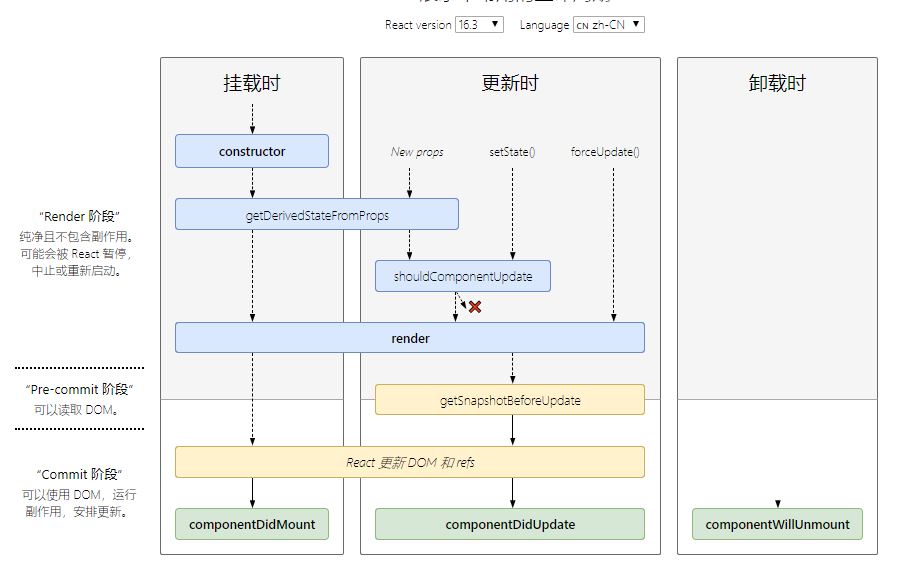 React version 16.3 Language CN zh-CN
挂载时
更新时
卸载时
constructor
New props
setState()
forceUpdate()
getDerivedStateFromProps
“Render 阶段”
纯净且不包含副作用。
可能会被 React 暂停，
中止或重新启动。
shouldComponentUpdate
render
“Pre-commit 阶段”
可以读取 DOM。
getSnapshotBeforeUpdate
React 更新 DOM 和 refs
“Commit 阶段”
可以使用 DOM，运行
副作用，安排更新。
componentDidMount
componentDidUpdate
componentWillUnmount